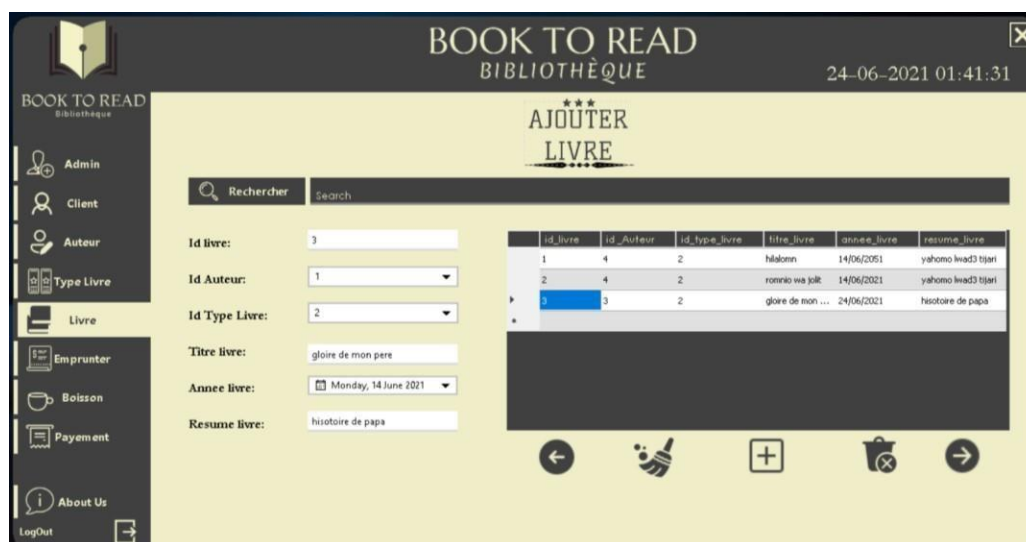 BOOK TO READ
BIBLIOTHÈQUE
24-06-2021 01:41:31
BOOK TO READ
Bibliothèque
AJOUTER
LIVRE
Admin
Client
Auteur
Type Livre
Livre
Emprunter
Boisson
Payement
About Us
LogOut
Rechercher
Search
Id livre: 3
Id Auteur: 1
Id Type Livre: 2
Titre livre: gloire de mon pere
Annee livre: Monday, 14 June 2021
Resume livre: hisotoire de papa
id_livre id_Auteur id_type_livre titre_livre annee_livre resume_livre
1 4 2 hilalomn 14/06/2051 yahomo lwad3 tijari
2 4 2 romnio wa jolit 14/06/2021 yahomo lwad3 tijari
3 3 2 gloire de mon ... 24/06/2021 hisotoire de papa